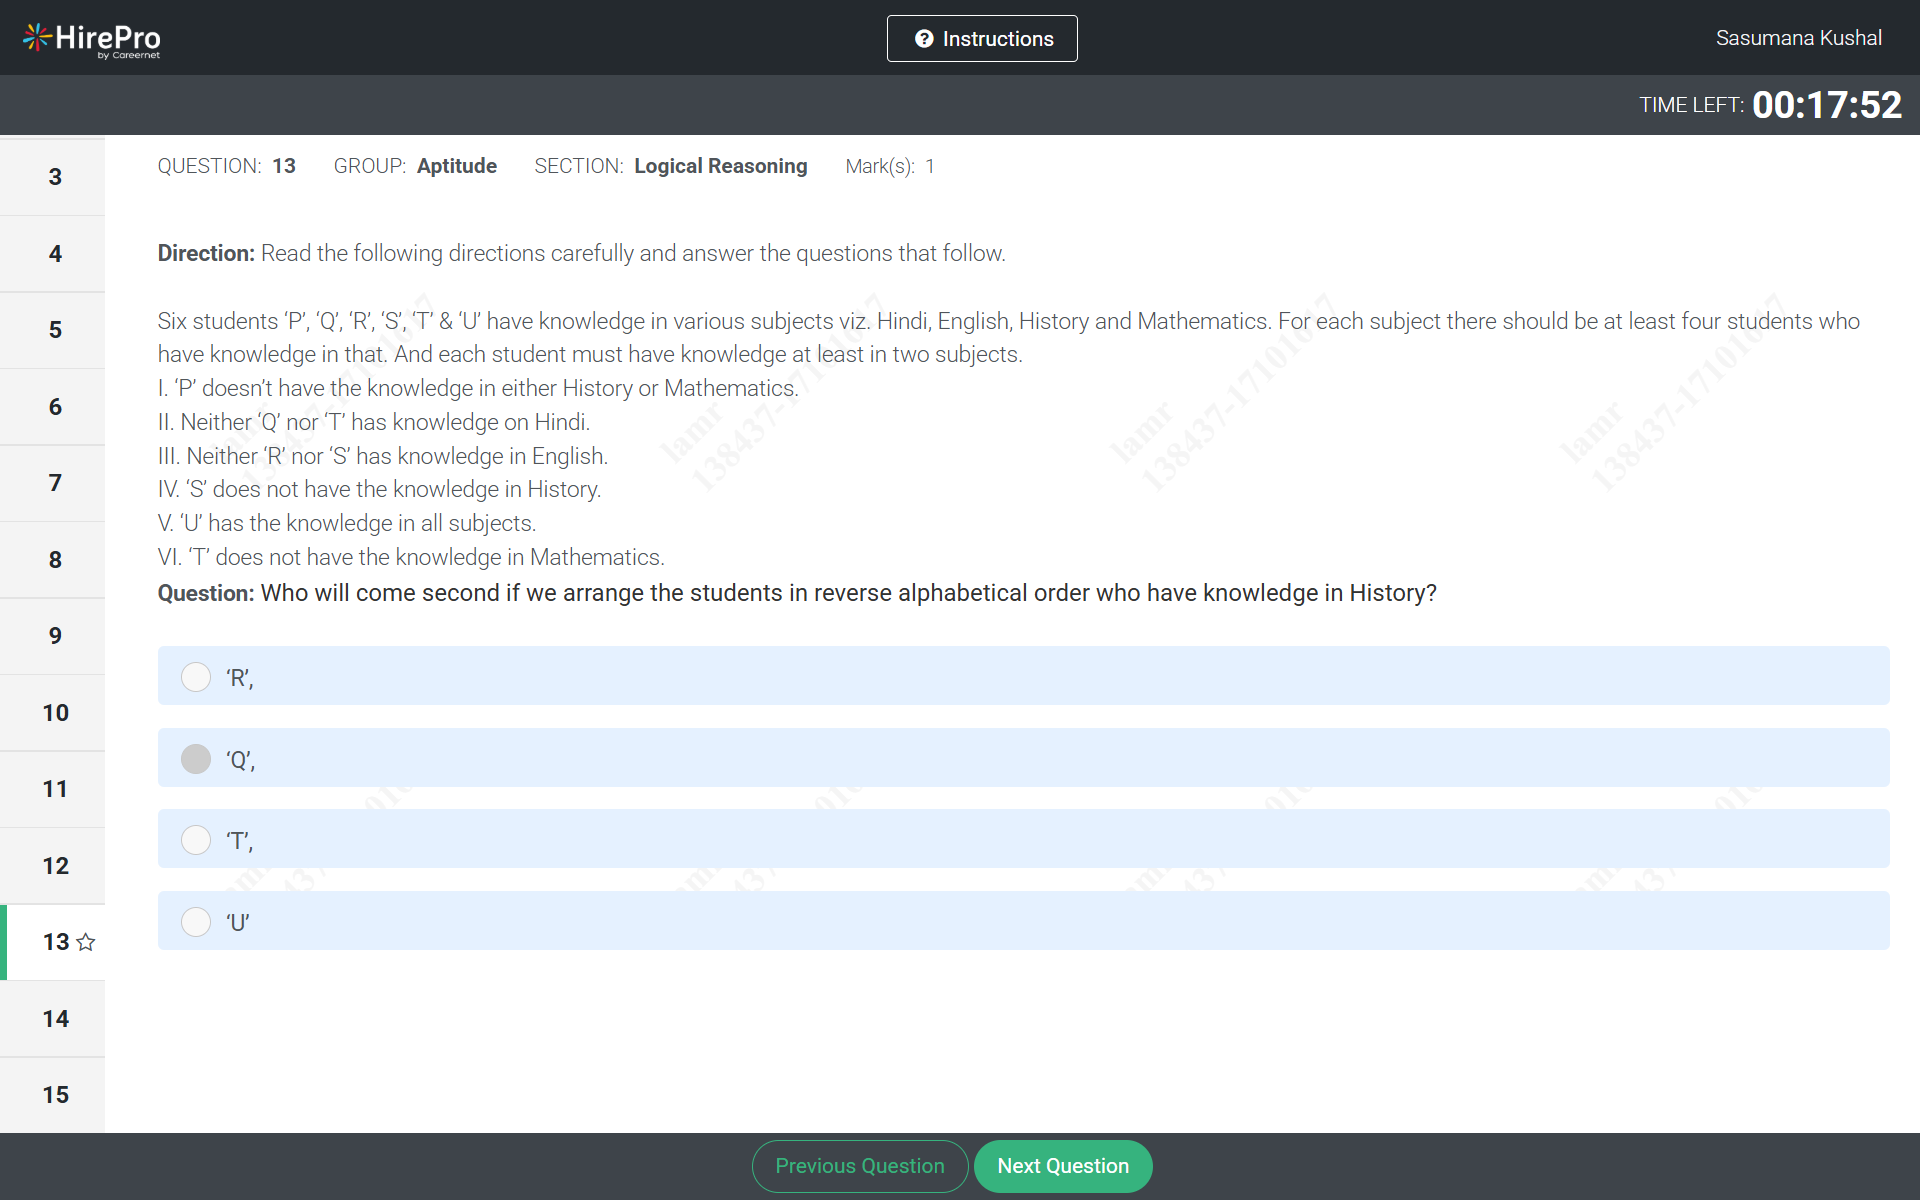 HirePro
by Careernet
Instructions
Sasumana Kushal
TIME LEFT: 00:17:52
QUESTION: 13 GROUP: Aptitude SECTION: Logical Reasoning Mark(s): 1
3
4
5
6
7
8
9
10
11
12
13
14
15
Direction: Read the following directions carefully and answer the questions that follow.
Six students ‘P’, ‘Q’, ‘R’, ‘S’, ‘T’ & ‘U’ have knowledge in various subjects viz. Hindi, English, History and Mathematics. For each subject there should be at least four students who
have knowledge in that. And each student must have knowledge at least in two subjects.
I. ‘P’ doesn’t have the knowledge in either History or Mathematics.
II. Neither ‘Q’ nor ‘T’ has knowledge on Hindi.
III. Neither ‘R’ nor ‘S’ has knowledge in English.
IV. ‘S’ does not have the knowledge in History.
V. ‘U’ has the knowledge in all subjects.
VI. ‘T’ does not have the knowledge in Mathematics.
Question: Who will come second if we arrange the students in reverse alphabetical order who have knowledge in History?
‘R’,
‘Q’,
‘T’,
‘U’
Previous Question
Next Question